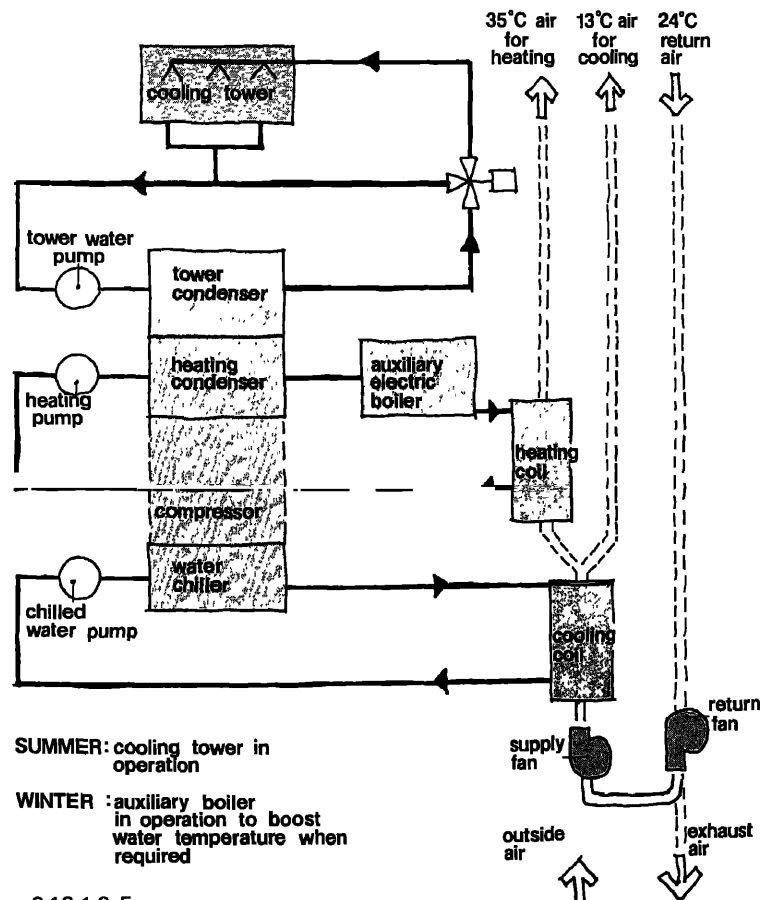 35°C air
for
heating
13°C air
for
cooling
24°C
return
air
cooling tower
tower water
pump
tower
condenser
heating
condenser
auxiliary
electric
boiler
heating
pump
heating
coil
compressor
water
chiller
chilled
water pump
cooling
coil
return
fan
supply
fan
SUMMER: cooling tower in
operation
WINTER : auxiliary boiler
in operation to boost
water temperature when
required
outside
air
exhaust
air